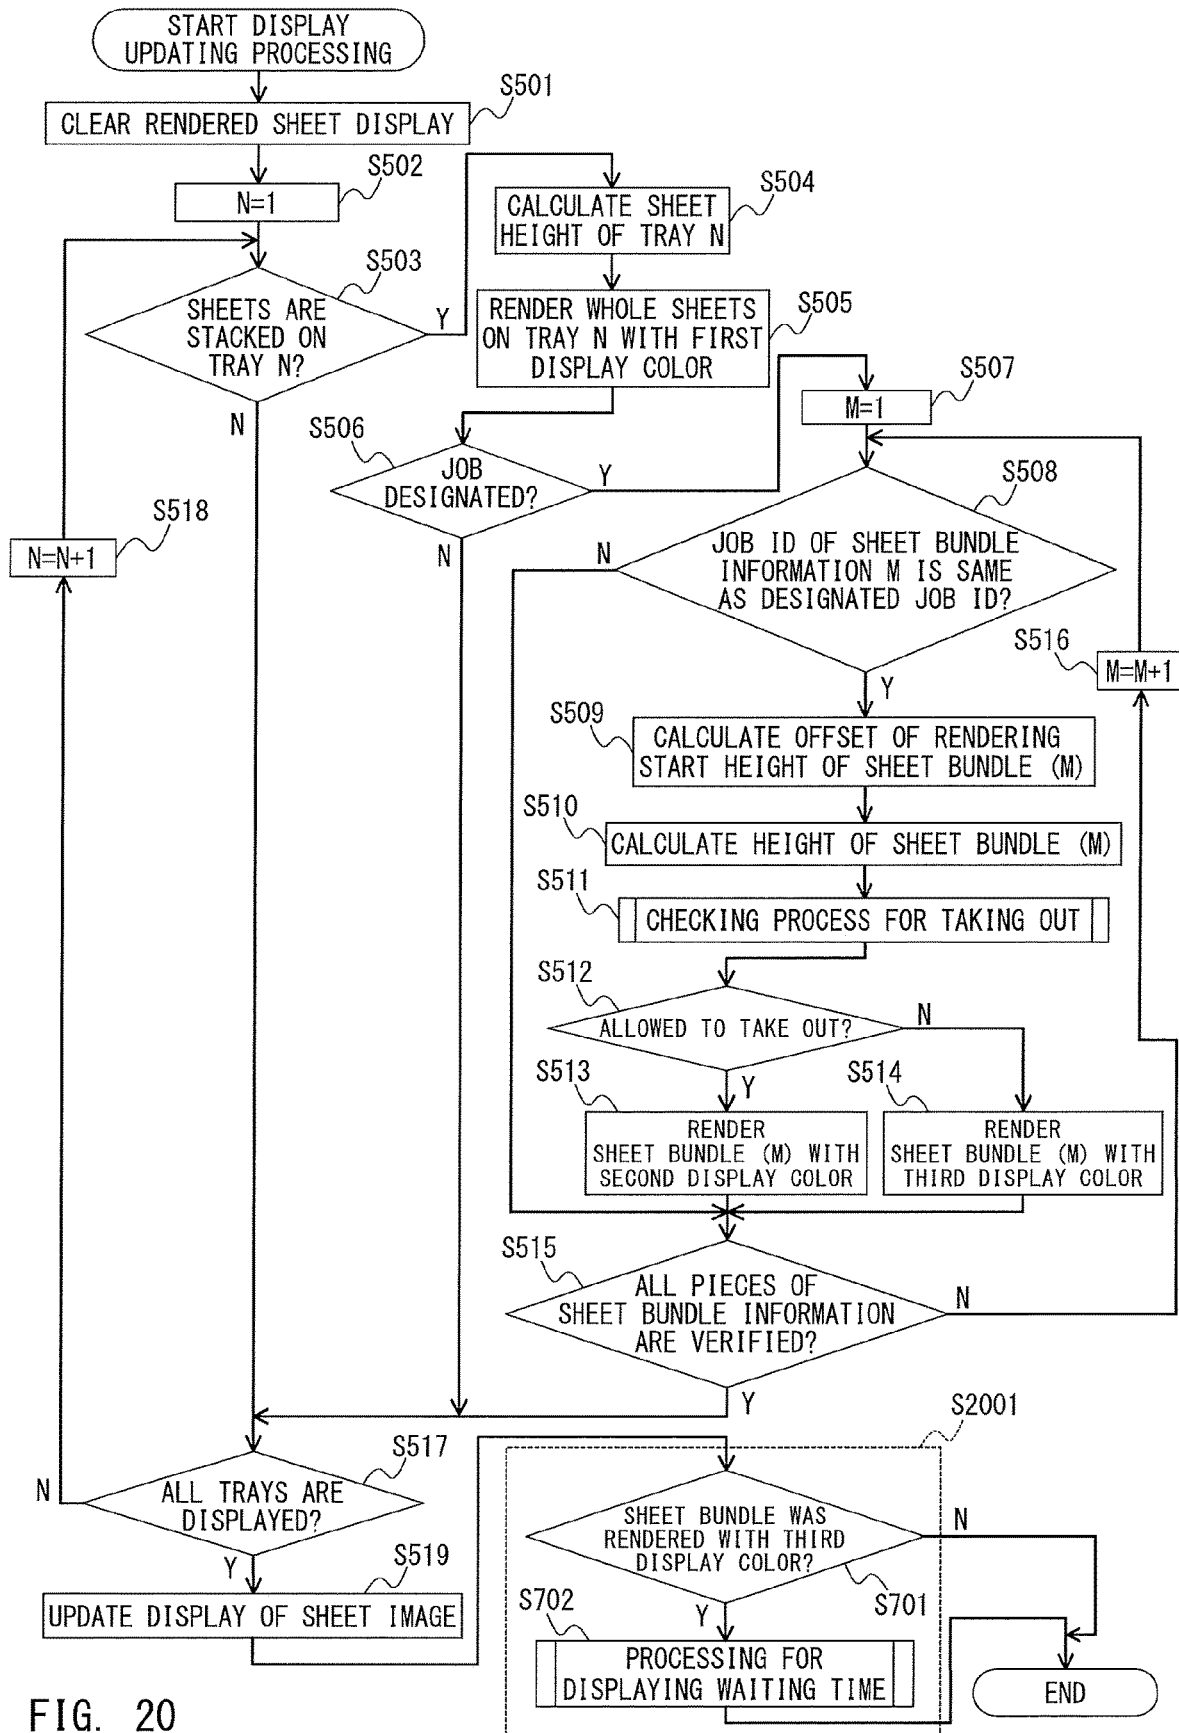 START DISPLAY
UPDATING PROCESSING
S501
CLEAR RENDERED SHEET DISPLAY
S502
N=1
S503
SHEETS ARE
STACKED ON
TRAY N?
Y
N
S504
CALCULATE SHEET
HEIGHT OF TRAY N
S505
RENDER WHOLE SHEETS
ON TRAY N WITH FIRST
DISPLAY COLOR
S506
JOB
DESIGNATED?
Y
N
S507
M=1
S508
JOB ID OF SHEET BUNDLE
INFORMATION M IS SAME
AS DESIGNATED JOB ID?
N
Y
S516
M=M+1
S518
N=N+1
S509
CALCULATE OFFSET OF RENDERING
START HEIGHT OF SHEET BUNDLE (M)
S510
CALCULATE HEIGHT OF SHEET BUNDLE (M)
S511
CHECKING PROCESS FOR TAKING OUT
S512
ALLOWED TO TAKE OUT?
N
Y
S513
RENDER
SHEET BUNDLE (M) WITH
SECOND DISPLAY COLOR
S514
RENDER
SHEET BUNDLE (M) WITH
THIRD DISPLAY COLOR
S515
ALL PIECES OF
SHEET BUNDLE INFORMATION
ARE VERIFIED?
N
Y
S517
ALL TRAYS ARE
DISPLAYED?
N
Y
S519
UPDATE DISPLAY OF SHEET IMAGE
S2001
SHEET BUNDLE WAS
RENDERED WITH THIRD
DISPLAY COLOR?
N
S701
Y
S702
PROCESSING FOR
DISPLAYING WAITING TIME
END
FIG. 20